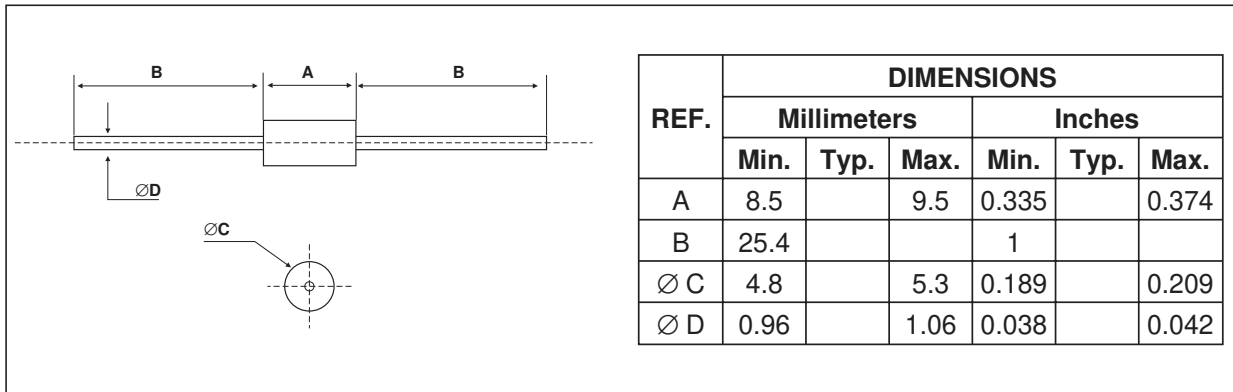 B A B
∅D
∅C
REF. DIMENSIONS
Millimeters Inches
Min. Typ. Max. Min. Typ. Max.
A 8.5 9.5 0.335 0.374
B 25.4 1
∅ C 4.8 5.3 0.189 0.209
∅ D 0.96 1.06 0.038 0.042